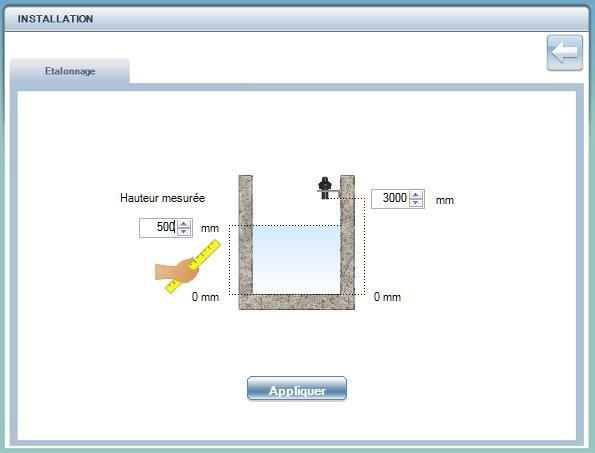 INSTALLATION
Etalonnage
Hauteur mesurée
500 mm
3000 mm
0 mm
0 mm
Appliquer